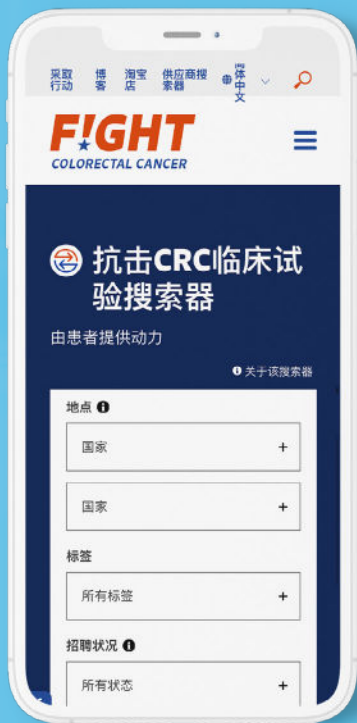 采取 博 淘宝 供应商搜
行动 客 店 索器
体中文
F!GHT
COLORECTAL CANCER
抗击CRC临床试
验搜索器
由患者提供动力
关于该搜索器
地点
国家 +
国家 +
标签
所有标签 +
招聘状况
所有状态 +